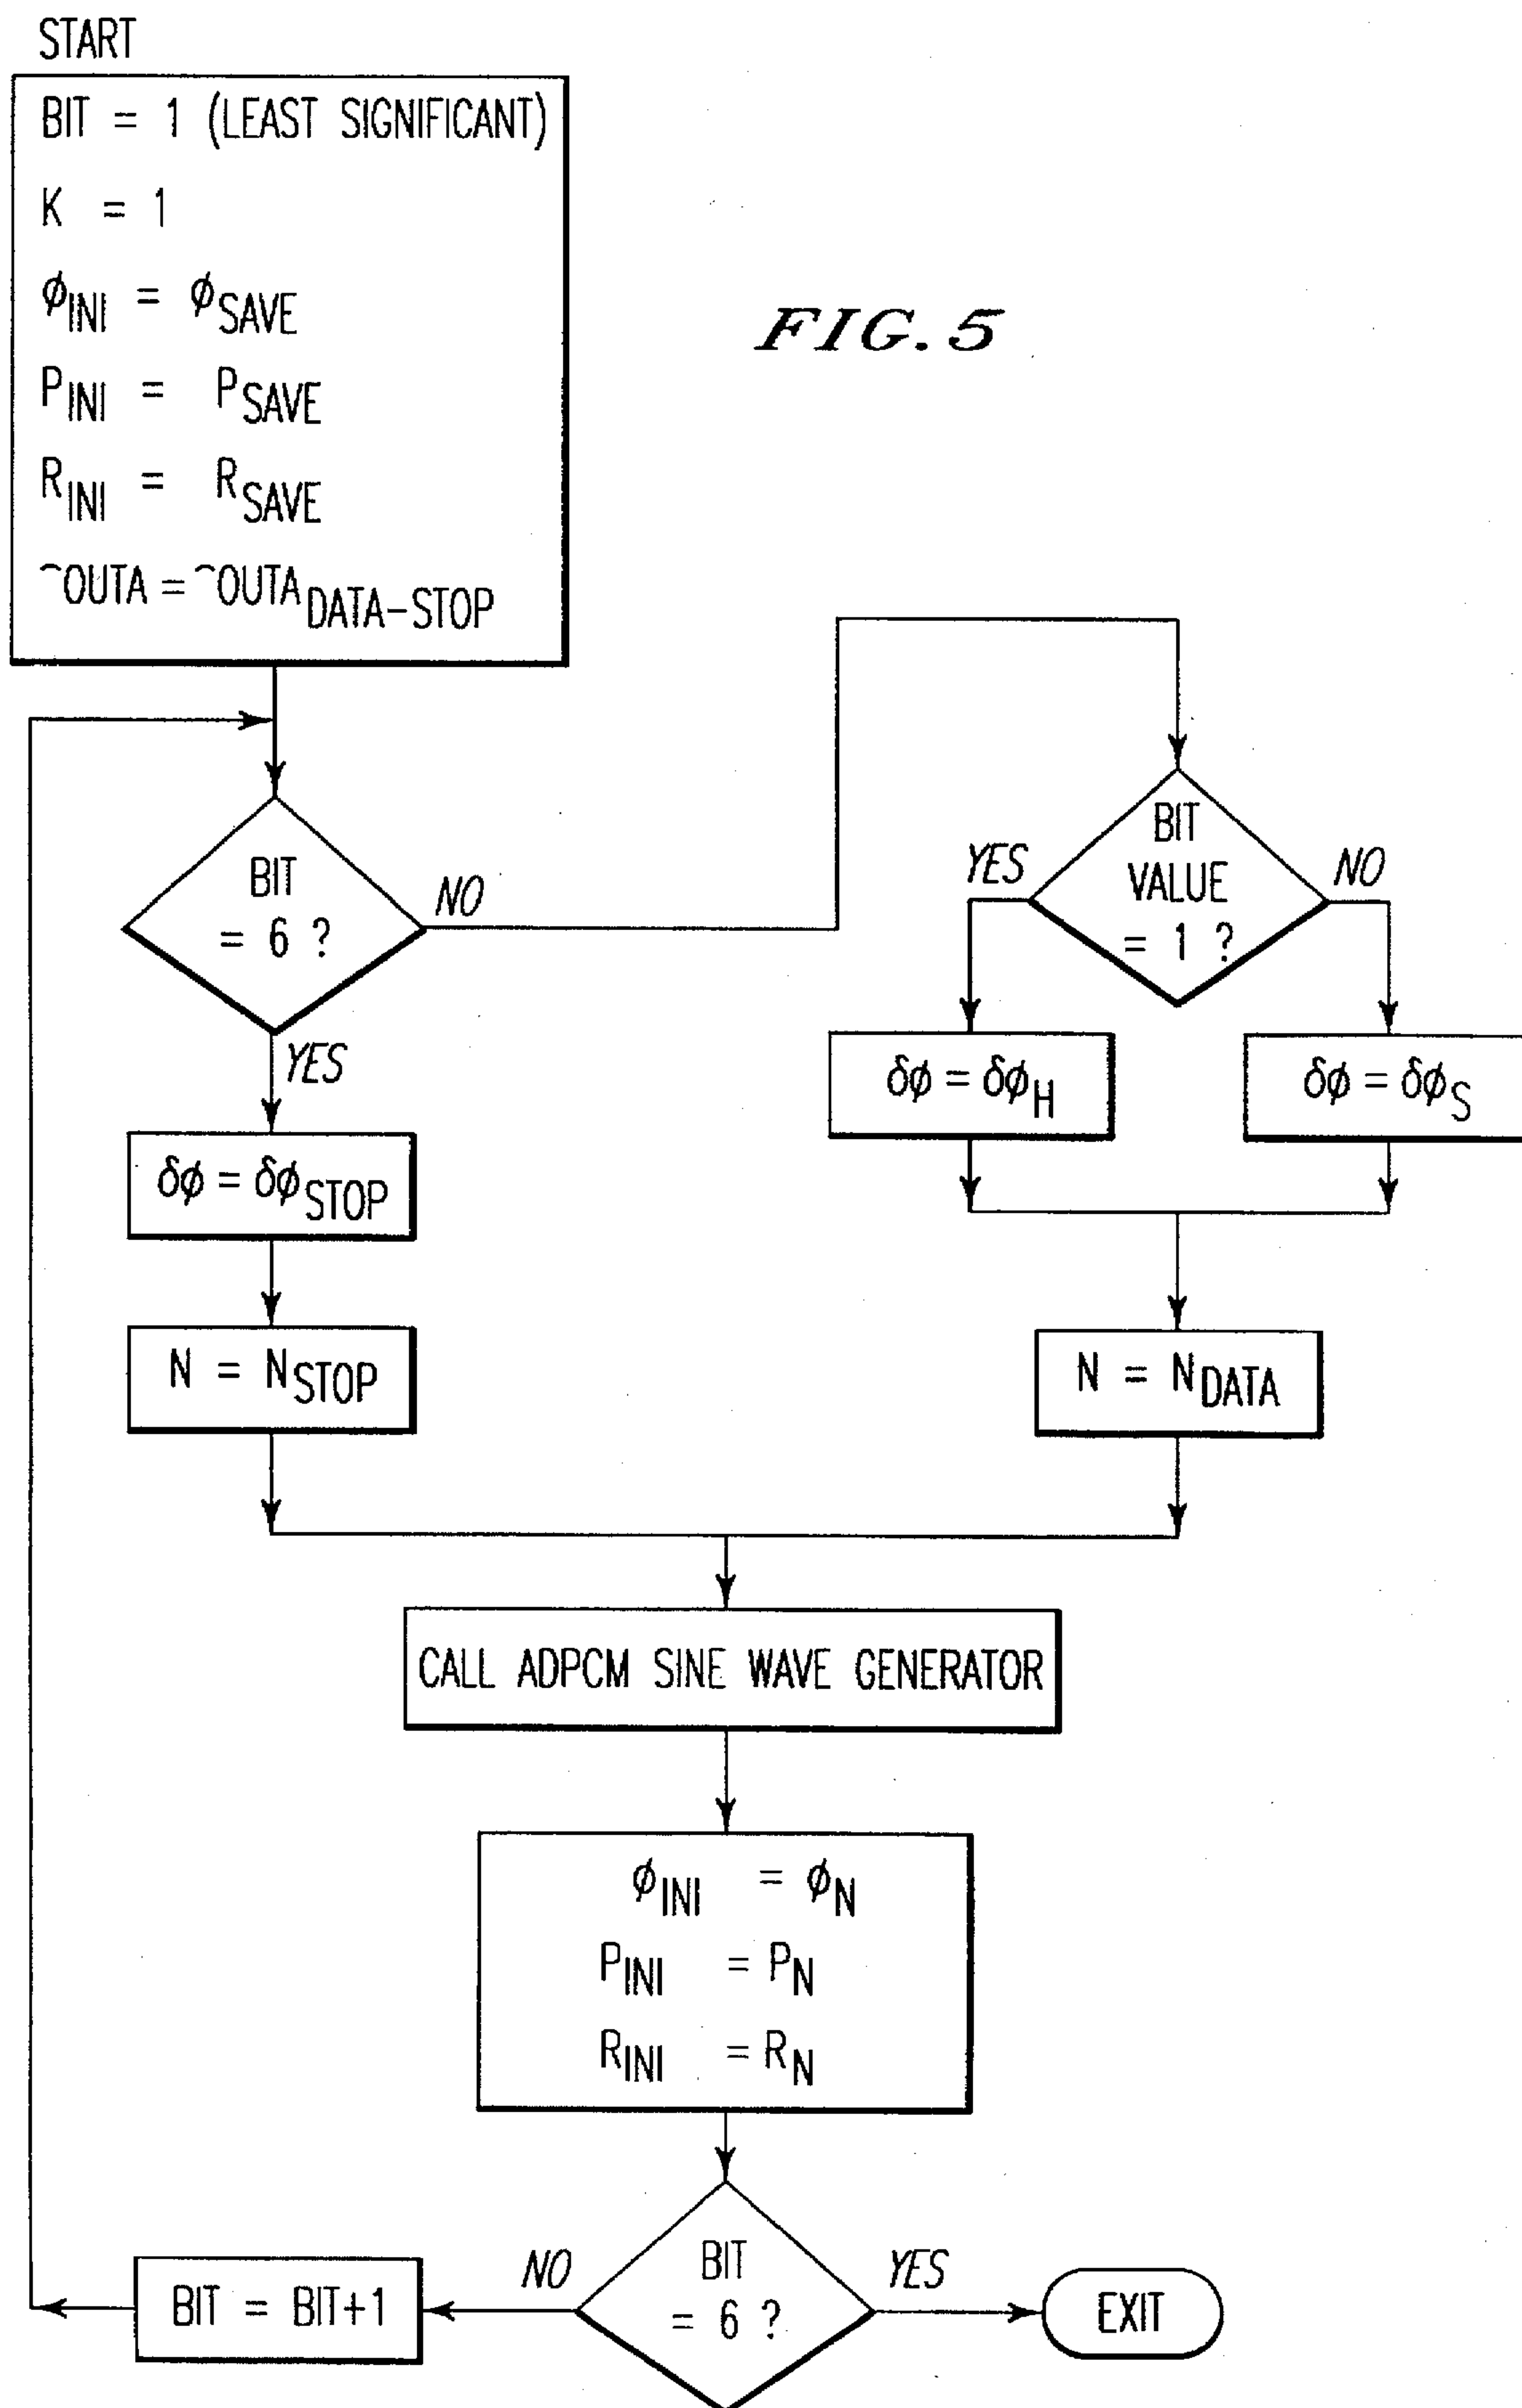 START
BIT = 1 (LEAST SIGNIFICANT)
K = 1
ϕINI = ϕSAVE
PINI = PSAVE
RINI = RSAVE
~OUTA = ~OUTADATA-STOP
FIG. 5
BIT
= 6 ?
NO
YES
BIT
VALUE
= 1 ?
YES
NO
δϕ = δϕH
δϕ = δϕS
δϕ = δϕSTOP
N = NSTOP
N = NDATA
CALL ADPCM SINE WAVE GENERATOR
ϕINI = ϕN
PINI = PN
RINI = RN
BIT
= 6 ?
NO
YES
BIT = BIT+1
EXIT